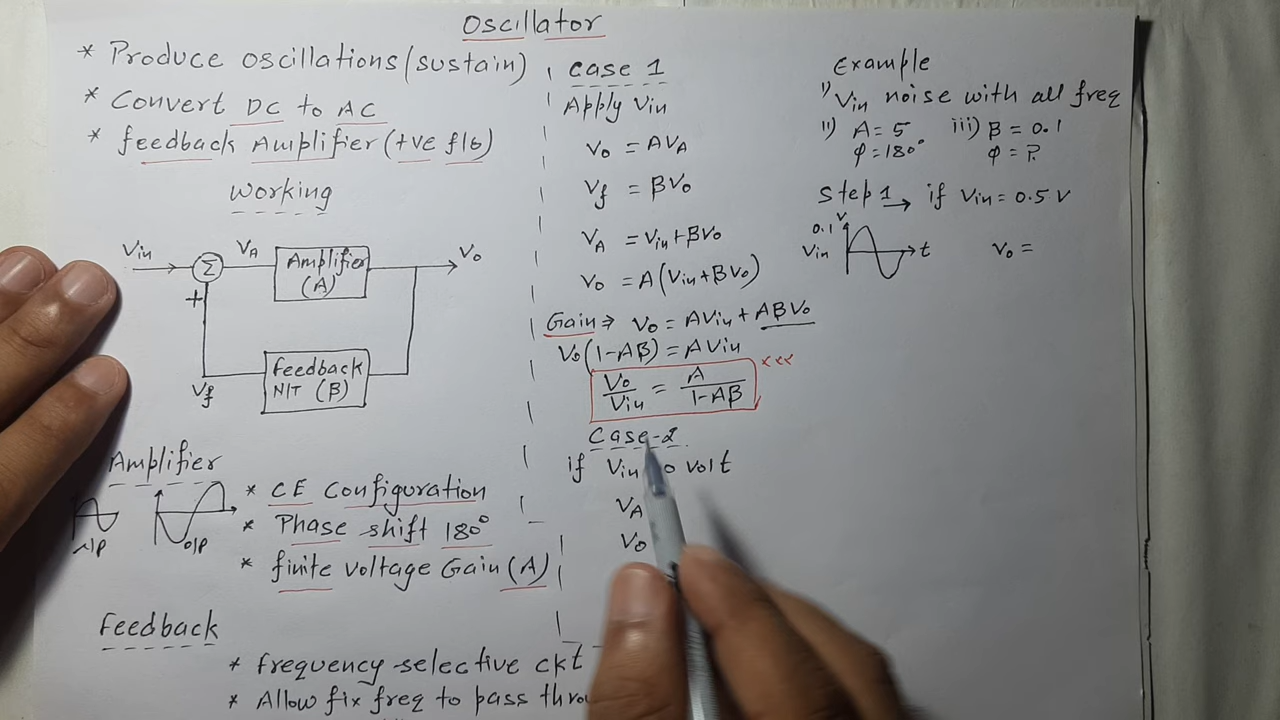 Oscillator
* Produce oscillations (sustain)
* Convert DC to AC
* feedback Amplifier (+ve f/b)
Working
Vin
Σ
+
VA
Amplifier
(A)
Vo
Vf
Feedback
N/T (β)
Amplifier
i/P
o/P
* CE Configuration
* Phase shift 180°
* finite voltage Gain (A)
Feedback
* frequency selective ckt
* Allow fix freq to pass
Case 1
Apply Vin
Vo = AVA
Vf = βVo
VA = Vin + βVo
Vo = A(Vin + βVo)
Gain ⇒ Vo = AVin + AβVo
Vo(1-Aβ) = AVin
Vo/Vin = A/1-Aβ
×××
Case-2
if Vin o volt
VA
Vo
Example
i) Vin noise with all freq
ii) A = 5 iii) β = 0.1
φ = 180° φ = ?
Step 1 → if Vin = 0.5 V
v
0.1
Vin
t
Vo =